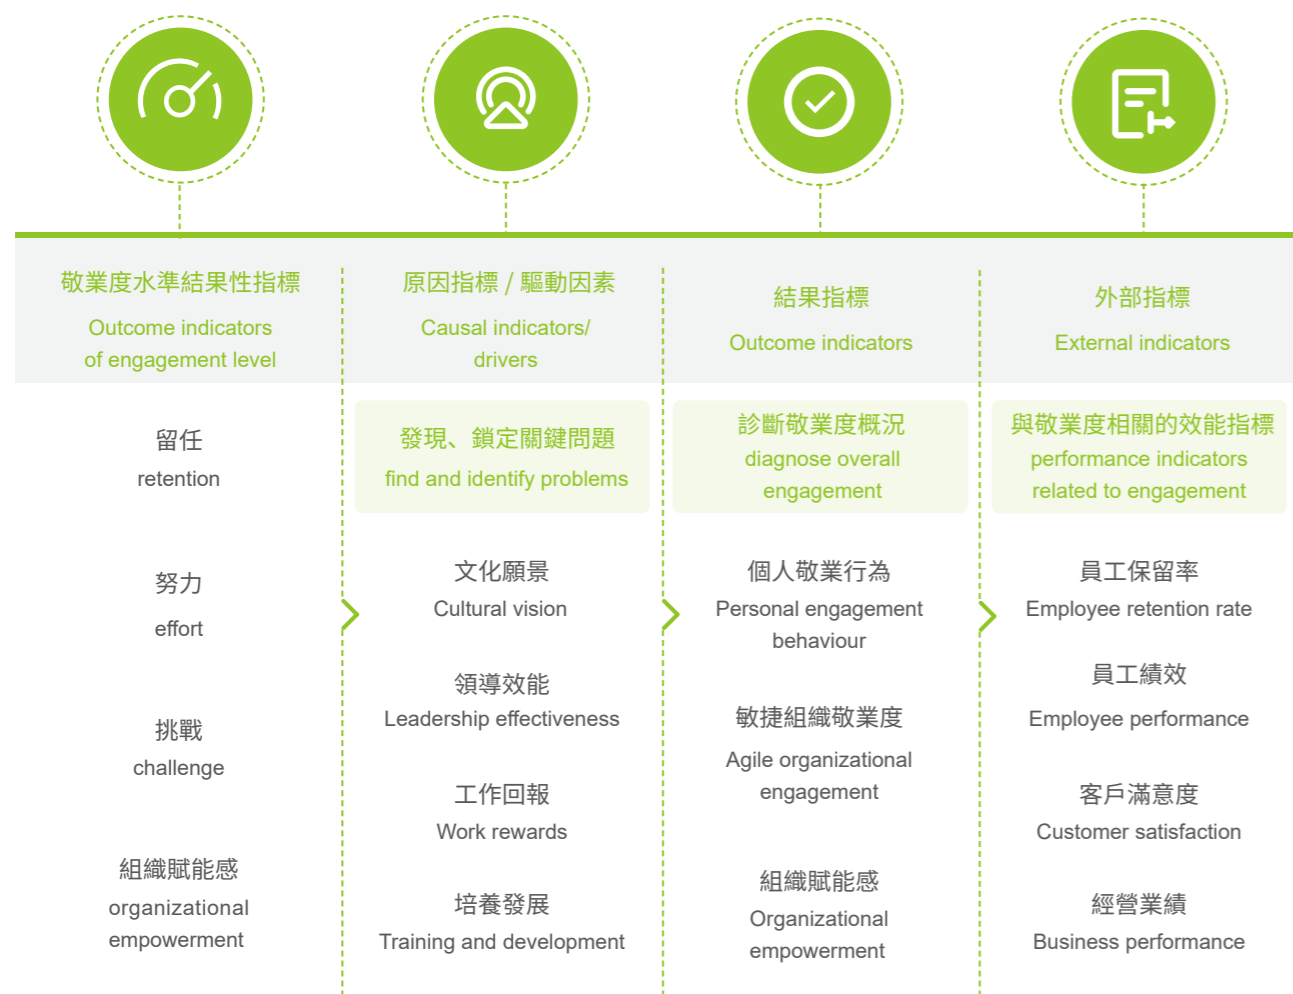 敬業度水準結果性指標
Outcome indicators
of engagement level
留任
retention
努力
effort
挑戰
challenge
組織賦能感
organizational
empowerment
原因指標 / 驅動因素
Causal indicators/
drivers
發現、鎖定關鍵問題
find and identify problems
文化願景
Cultural vision
領導效能
Leadership effectiveness
工作回報
Work rewards
培養發展
Training and development
結果指標
Outcome indicators
診斷敬業度概況
diagnose overall
engagement
個人敬業行為
Personal engagement
behaviour
敏捷組織敬業度
Agile organizational
engagement
組織賦能感
Organizational
empowerment
外部指標
External indicators
與敬業度相關的效能指標
performance indicators
related to engagement
員工保留率
Employee retention rate
員工績效
Employee performance
客戶滿意度
Customer satisfaction
經營業績
Business performance